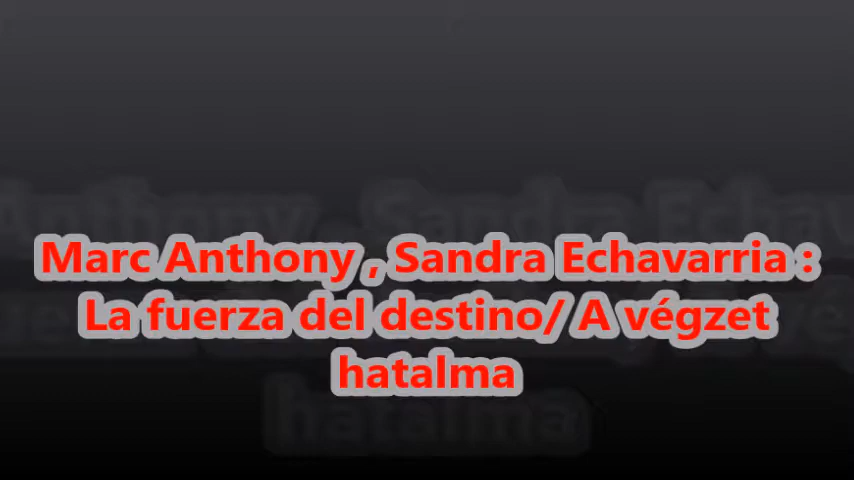 Marc Anthony , Sandra Echavarria :
La fuerza del destino/ A végzet
hatalma